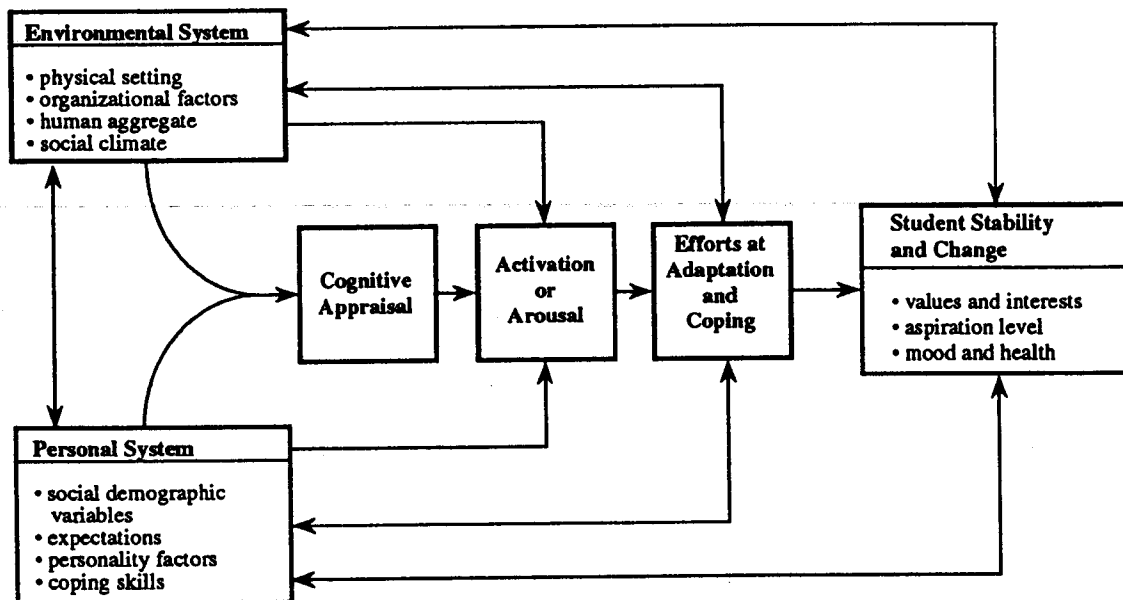 Environmental System
• physical setting
• organizational factors
• human aggregate
• social climate
Cognitive
Appraisal
Activation
or
Arousal
Efforts at
Adaptation
and
Coping
Student Stability
and Change
• values and interests
• aspiration level
• mood and health
Personal System
• social demographic
variables
• expectations
• personality factors
• coping skills